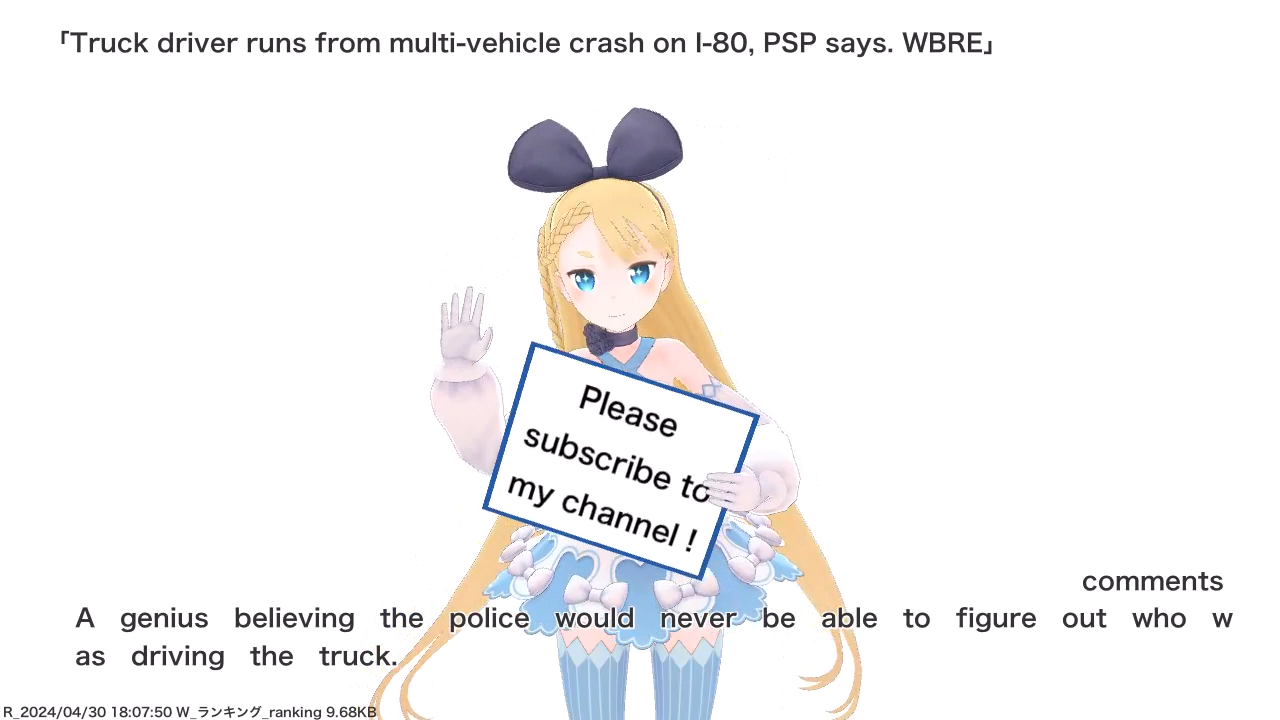 「Truck driver runs from multi-vehicle crash on I-80, PSP says. WBRE」
Please
subscribe to
my channel !
comments
A genius believing the police would never be able to figure out who w
as driving the truck.
R_2024/04/30 18:07:50 W_ランキング_ranking 9.68KB